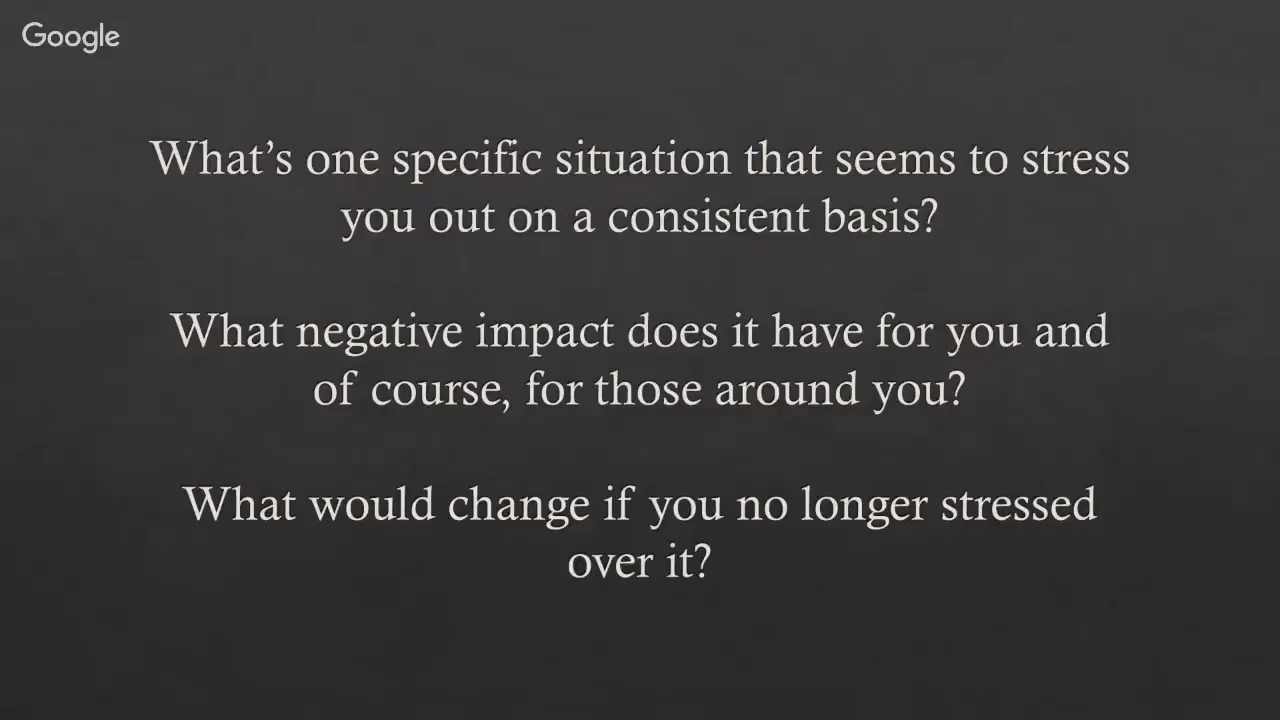 Google
What’s one specific situation that seems to stress
you out on a consistent basis?
What negative impact does it have for you and
of course, for those around you?
What would change if you no longer stressed
over it?